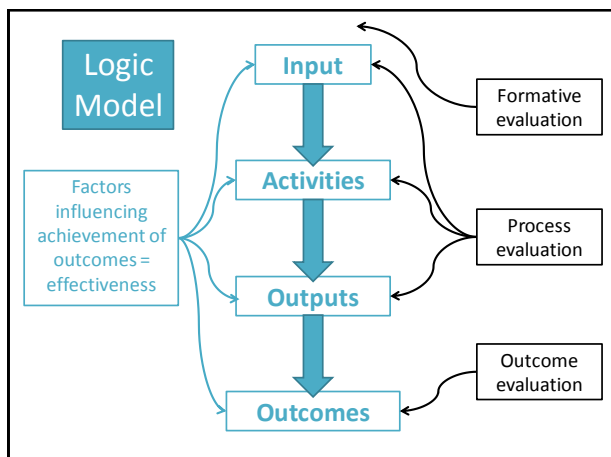 Logic
Model
Input
Formative
evaluation
Activities
Factors
influencing
achievement of
outcomes =
effectiveness
Process
evaluation
Outputs
Outcome
evaluation
Outcomes